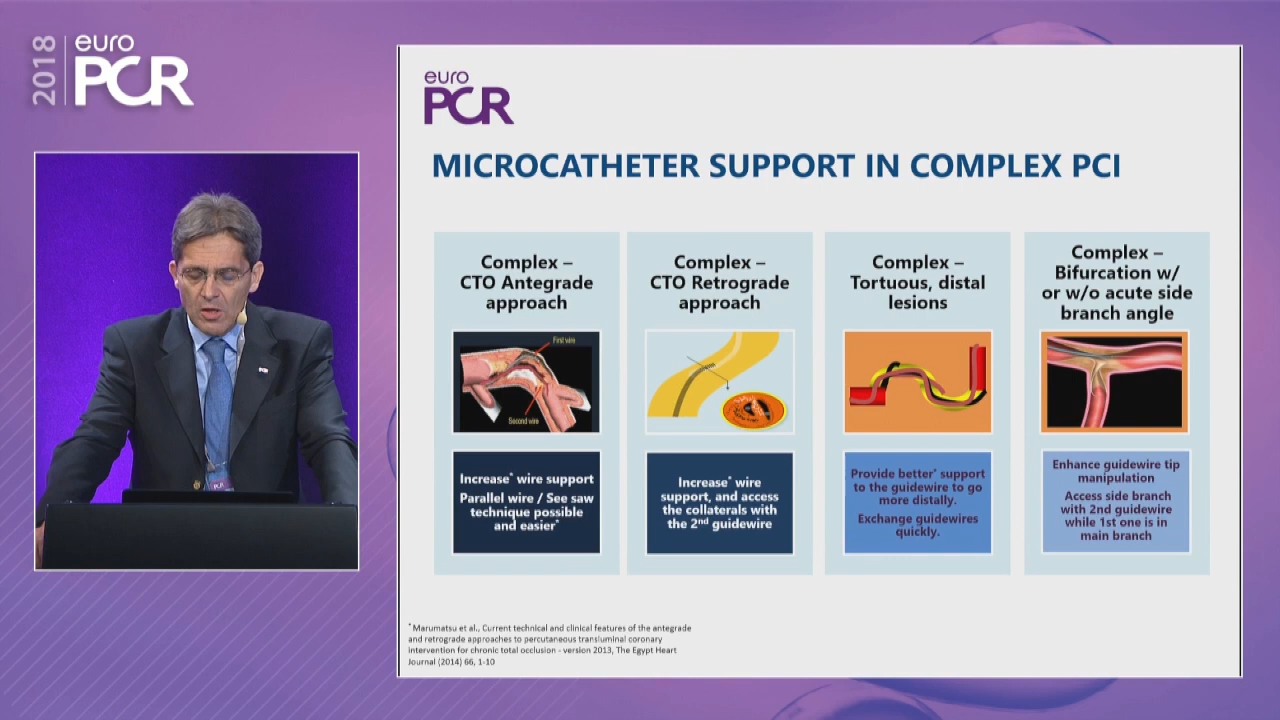 2018
euro
PCR
euro
PCR
MICROCATHETER SUPPORT IN COMPLEX PCI
Complex –
CTO Antegrade
approach
First wire
Second wire
Increase* wire support
Parallel wire / See saw
technique possible
and easier*
Complex –
CTO Retrograde
approach
Increase* wire
support, and access
the collaterals with
the 2nd guidewire
Complex –
Tortuous, distal
lesions
Provide better* support
to the guidewire to go
more distally.
Exchange guidewires
quickly.
Complex –
Bifurcation w/
or w/o acute side
branch angle
Enhance guidewire tip
manipulation
Access side branch
with 2nd guidewire
while 1st one is in
main branch
* Marumatsu et al., Current technical and clinical features of the antegrade
and retrograde approaches to percutaneous transluminal coronary
intervention for chronic total occlusion - version 2013, The Egypt Heart
Journal (2014) 66, 1-10